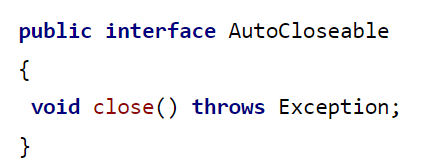 public interface AutoCloseable
{
 void close() throws Exception;
}